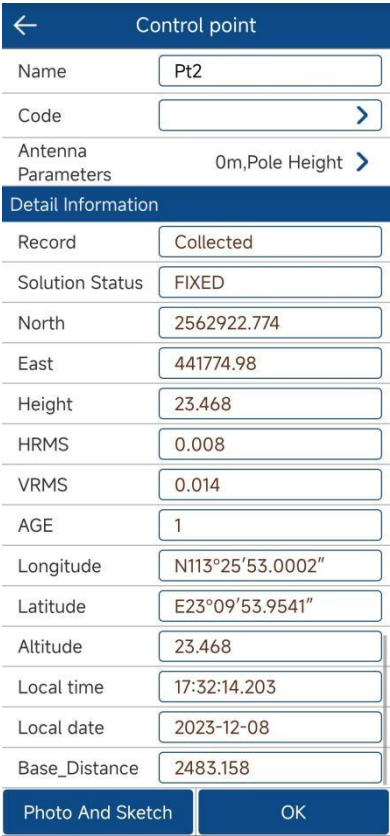 Control point
Name Pt2
Code
Antenna
Parameters 0m,Pole Height
Detail Information
Record Collected
Solution Status FIXED
North 2562922.774
East 441774.98
Height 23.468
HRMS 0.008
VRMS 0.014
AGE 1
Longitude N113°25′53.0002″
Latitude E23°09′53.9541″
Altitude 23.468
Local time 17:32:14.203
Local date 2023-12-08
Base_Distance 2483.158
Photo And Sketch OK